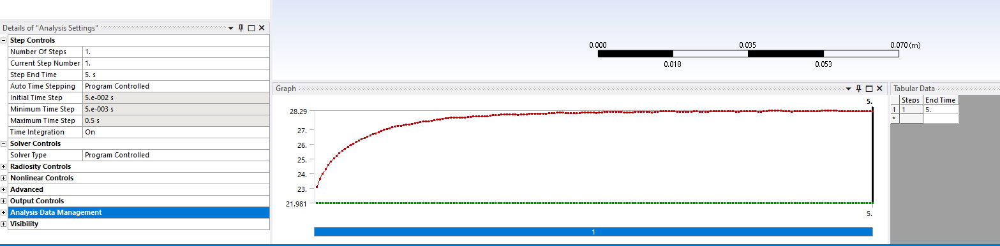 Details of "Analysis Settings"
Step Controls
Number Of Steps 1.
Current Step Number 1.
Step End Time 5. s
Auto Time Stepping Program Controlled
Initial Time Step 5.e-002 s
Minimum Time Step 5.e-003 s
Maximum Time Step 0.5 s
Time Integration On
Solver Controls
Solver Type Program Controlled
Radiosity Controls
Nonlinear Controls
Advanced
Output Controls
Analysis Data Management
Visibility
0.000 0.035 0.070 (m)
0.018 0.053
Graph
5.
28.29
27.
26.
25.
24.
23.
21.981
5.
1
Tabular Data
Steps End Time
1 1 5.
*